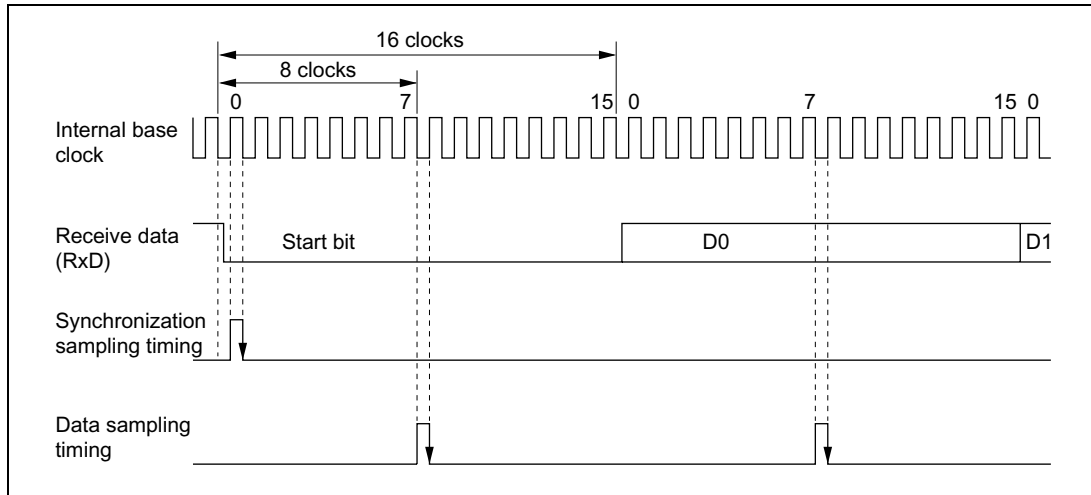 16 clocks
8 clocks
0 7 15 0 7 15 0
Internal base
clock
Receive data
(RxD)
Start bit D0 D1
Synchronization
sampling timing
Data sampling
timing